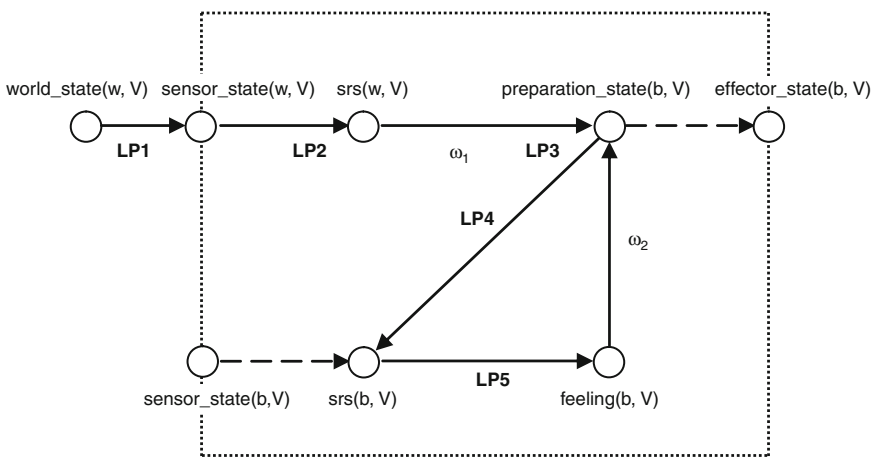 world_state(w, V) sensor_state(w, V) srs(w, V) preparation_state(b, V) effector_state(b, V)
LP1 LP2 ω1 LP3
LP4
ω2
LP5
sensor_state(b,V) srs(b, V) feeling(b, V)